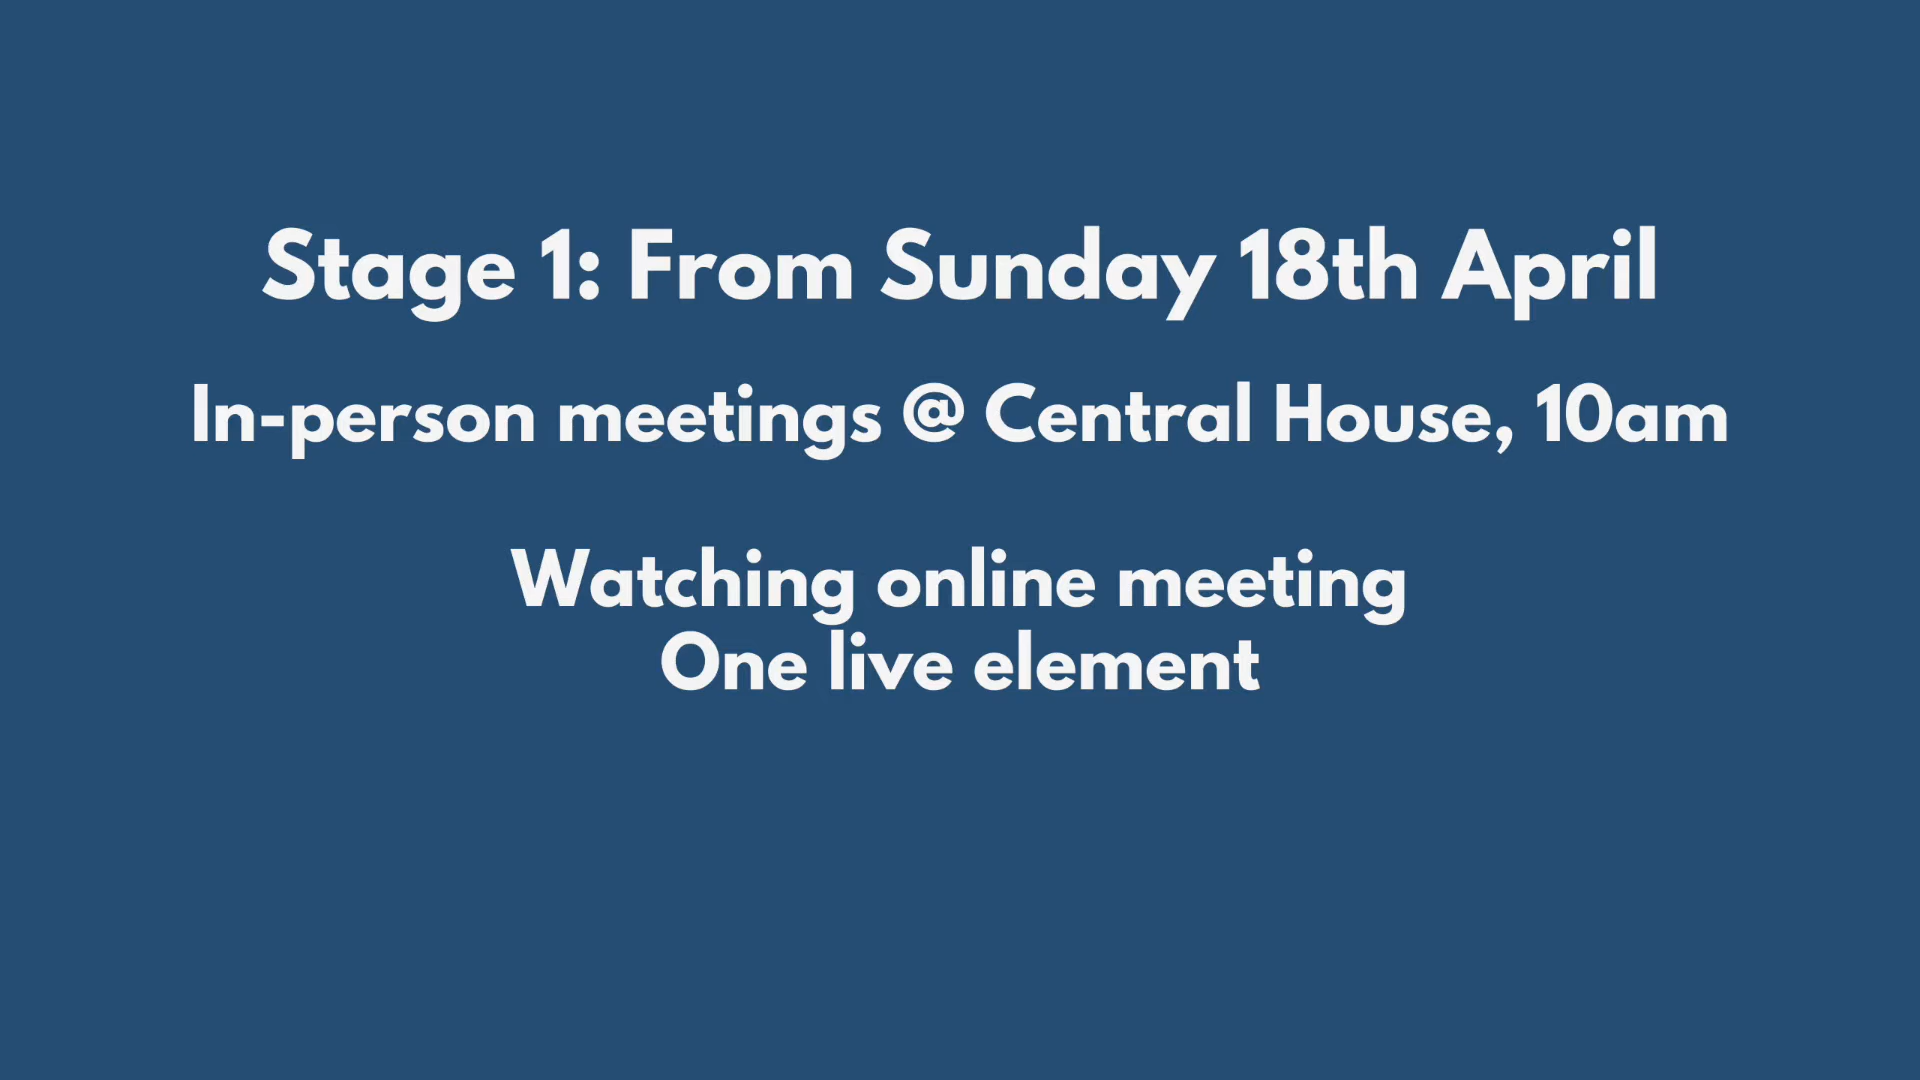 Stage 1: From Sunday 18th April
In-person meetings @ Central House, 10am
Watching online meeting
One live element